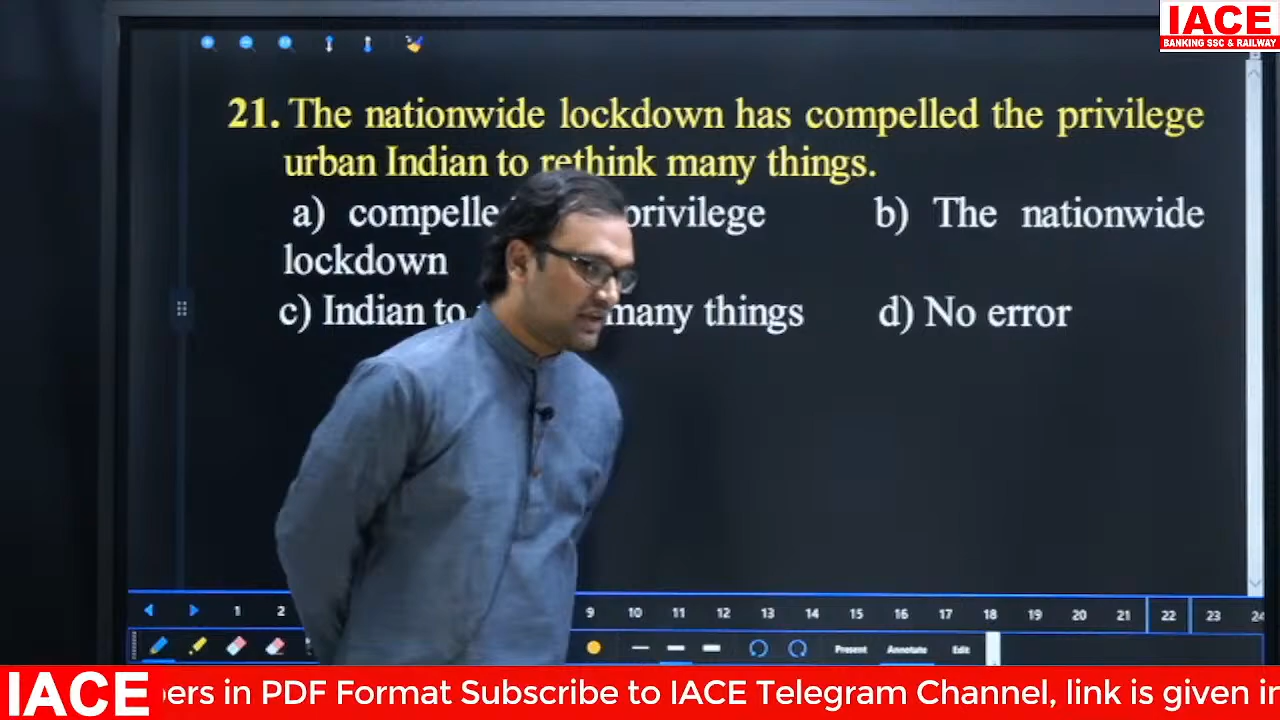 IACE
BANKING SSC & RAILWAY
21. The nationwide lockdown has compelled the privilege
urban Indian to rethink many things.
a) compelle privilege b) The nationwide
lockdown
c) Indian to many things d) No error
1 2 9 10 11 12 13 14 15 16 17 18 19 20 21 22 23 24
Present Annotate Edit
IACE ers in PDF Format Subscribe to IACE Telegram Channel, link is given in